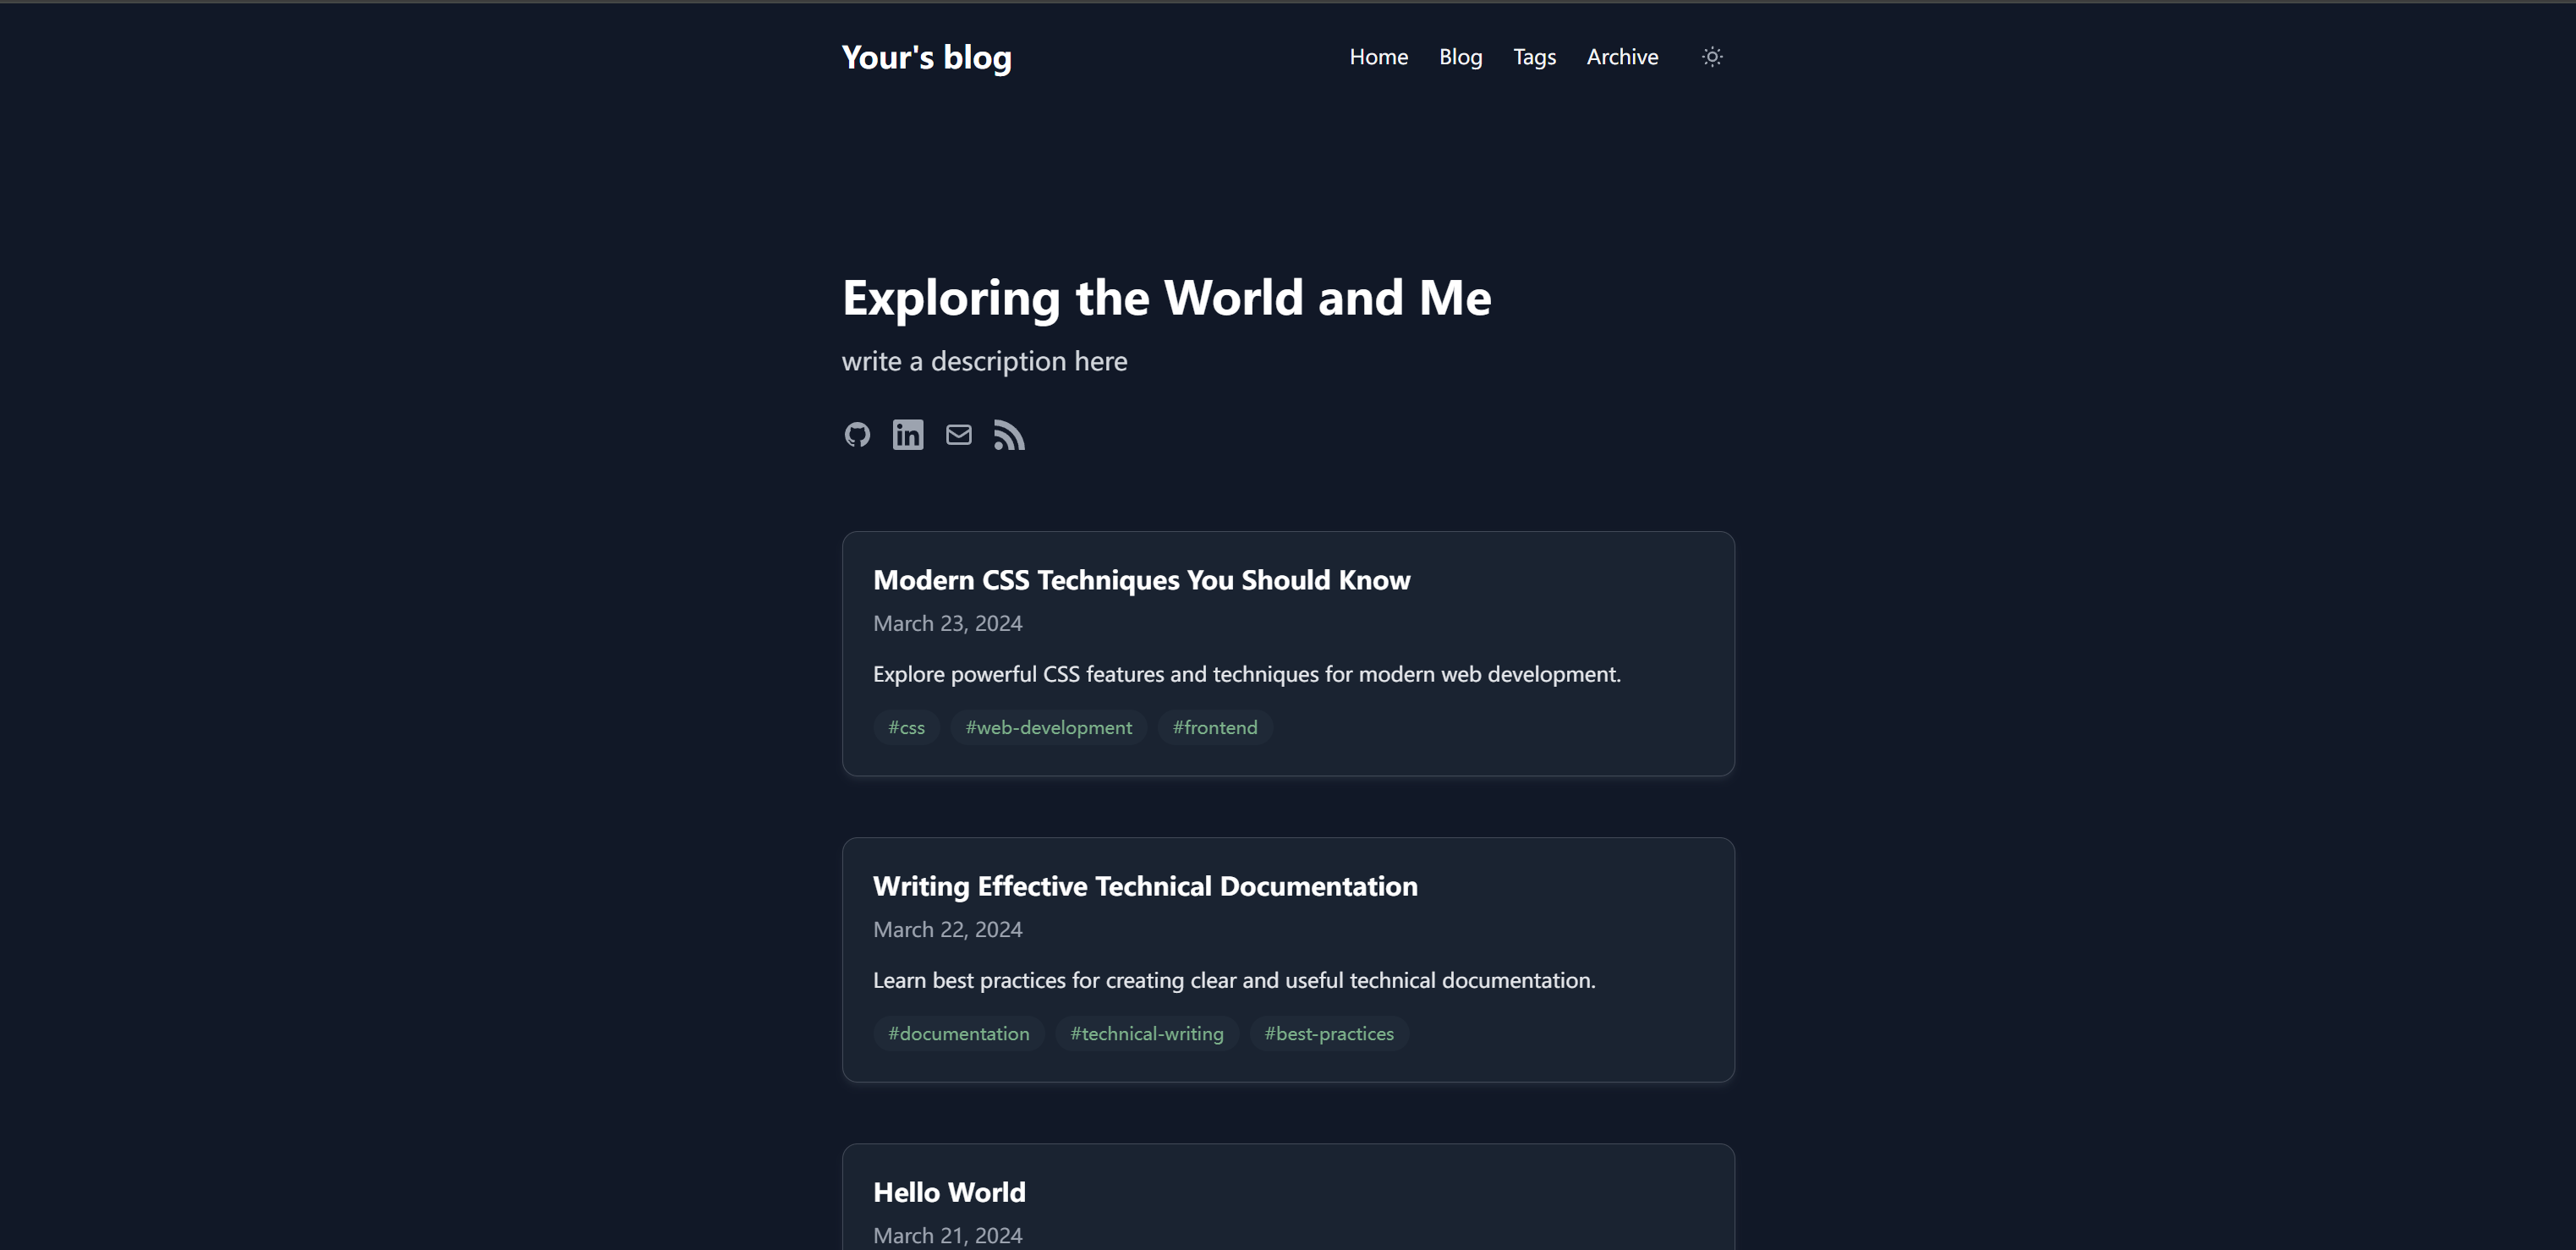 Your's blog
Home Blog Tags Archive
Exploring the World and Me
write a description here
in
Modern CSS Techniques You Should Know
March 23, 2024
Explore powerful CSS features and techniques for modern web development.
#css #web-development #frontend
Writing Effective Technical Documentation
March 22, 2024
Learn best practices for creating clear and useful technical documentation.
#documentation #technical-writing #best-practices
Hello World
March 21, 2024